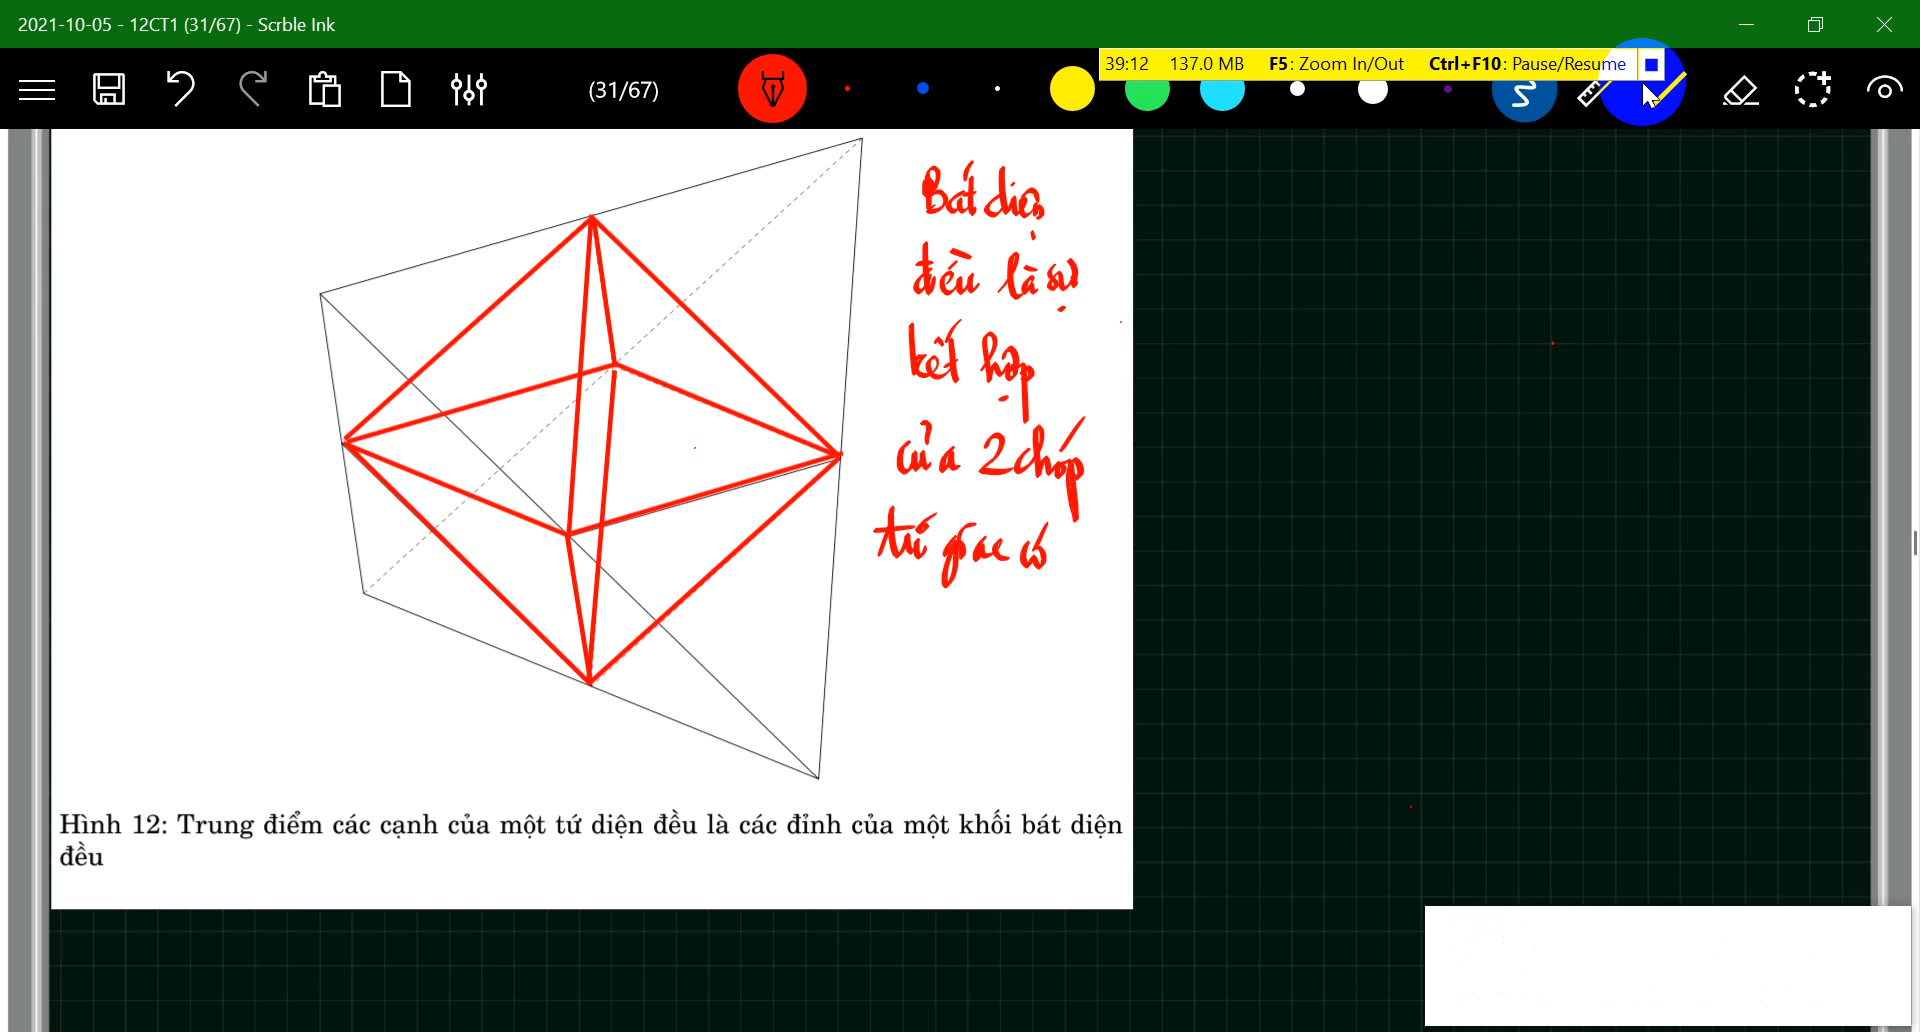 2021-10-05 - 12CT1 (31/67) - Scrble Ink
39:12 137.0 MB F5: Zoom In/Out Ctrl+F10: Pause/Resume
(31/67)
Bát diện
đều là sự
kết hợp
của 2 chóp
tứ giác có
Hình 12: Trung điểm các cạnh của một tứ diện đều là các đỉnh của một khối bát diện
đều